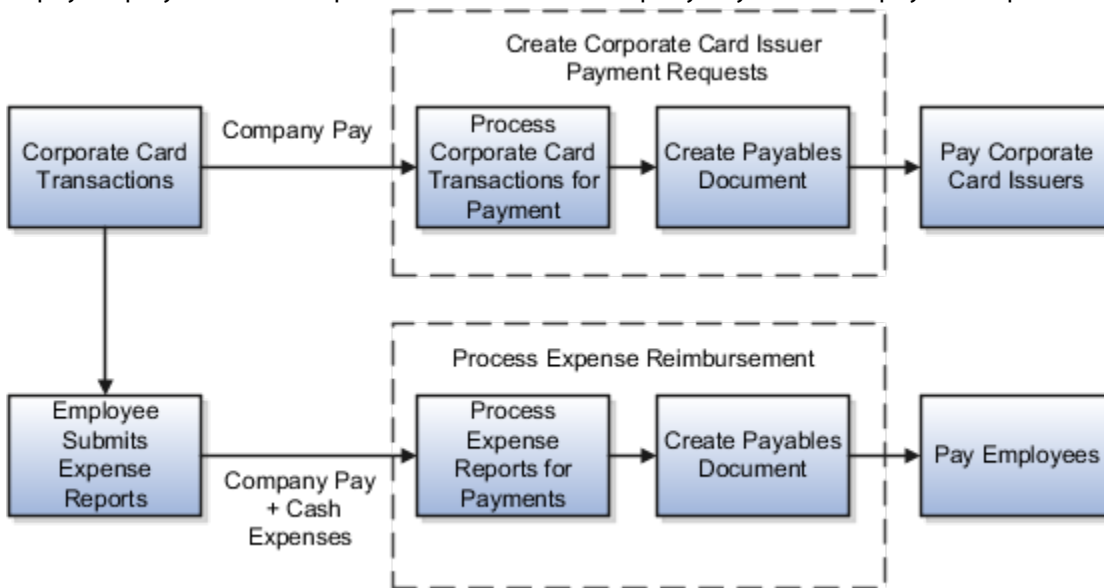 Create Corporate Card Issuer
Payment Requests
Corporate Card
Transactions
Company Pay
Process
Corporate Card
Transactions for
Payment
Create Payables
Document
Pay Corporate
Card Issuers
Process Expense Reimbursement
Employee
Submits
Expense
Reports
Company Pay
+ Cash
Expenses
Process
Expense
Reports for
Payments
Create Payables
Document
Pay Employees